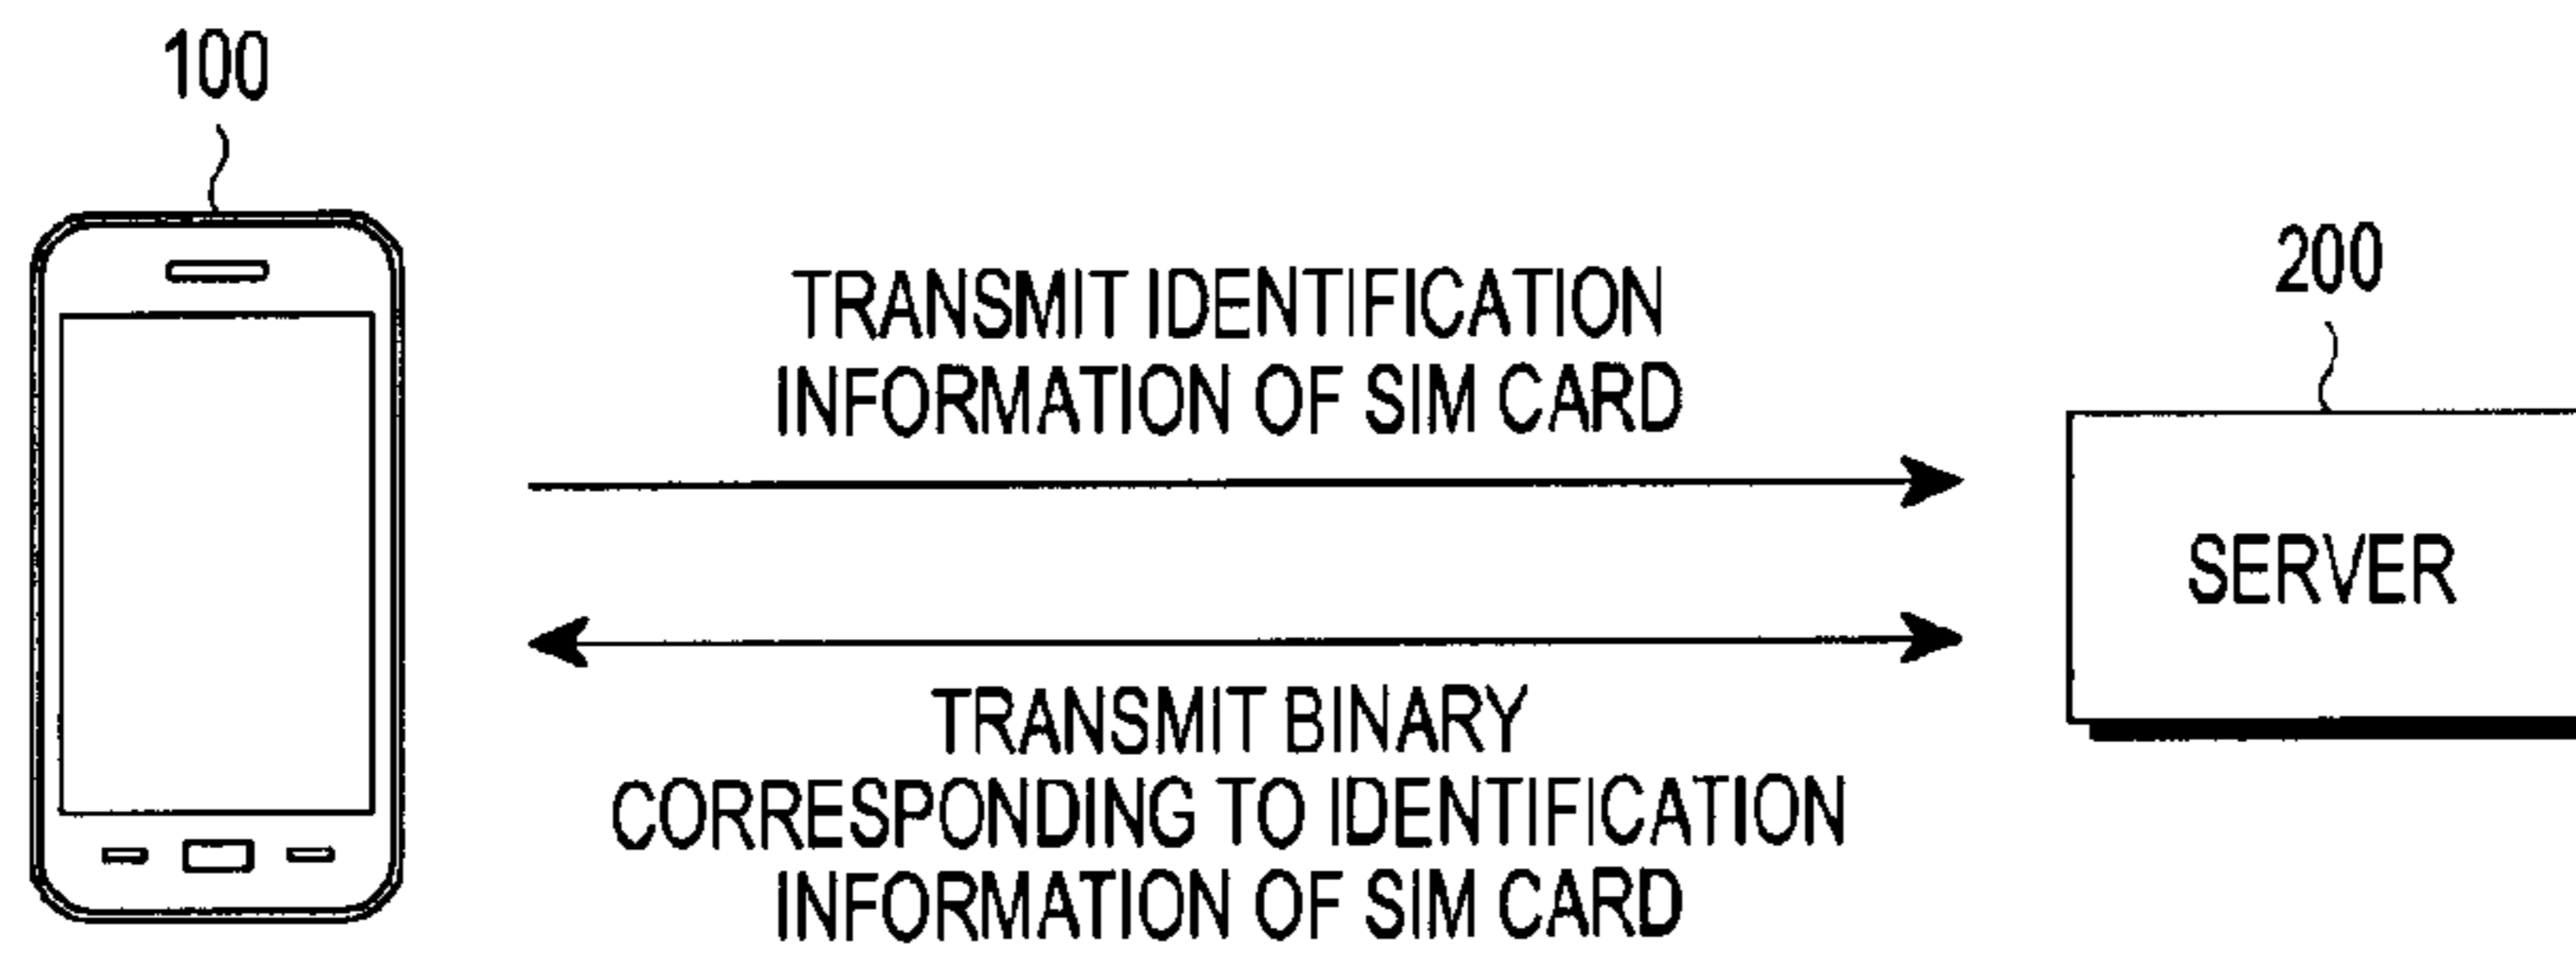 100
TRANSMIT IDENTIFICATION
INFORMATION OF SIM CARD
200
SERVER
TRANSMIT BINARY
CORRESPONDING TO IDENTIFICATION
INFORMATION OF SIM CARD